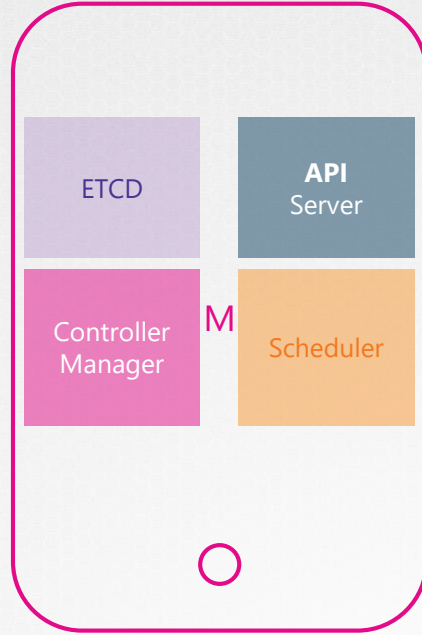 ETCD
API
Server
Controller
Manager
M
Scheduler